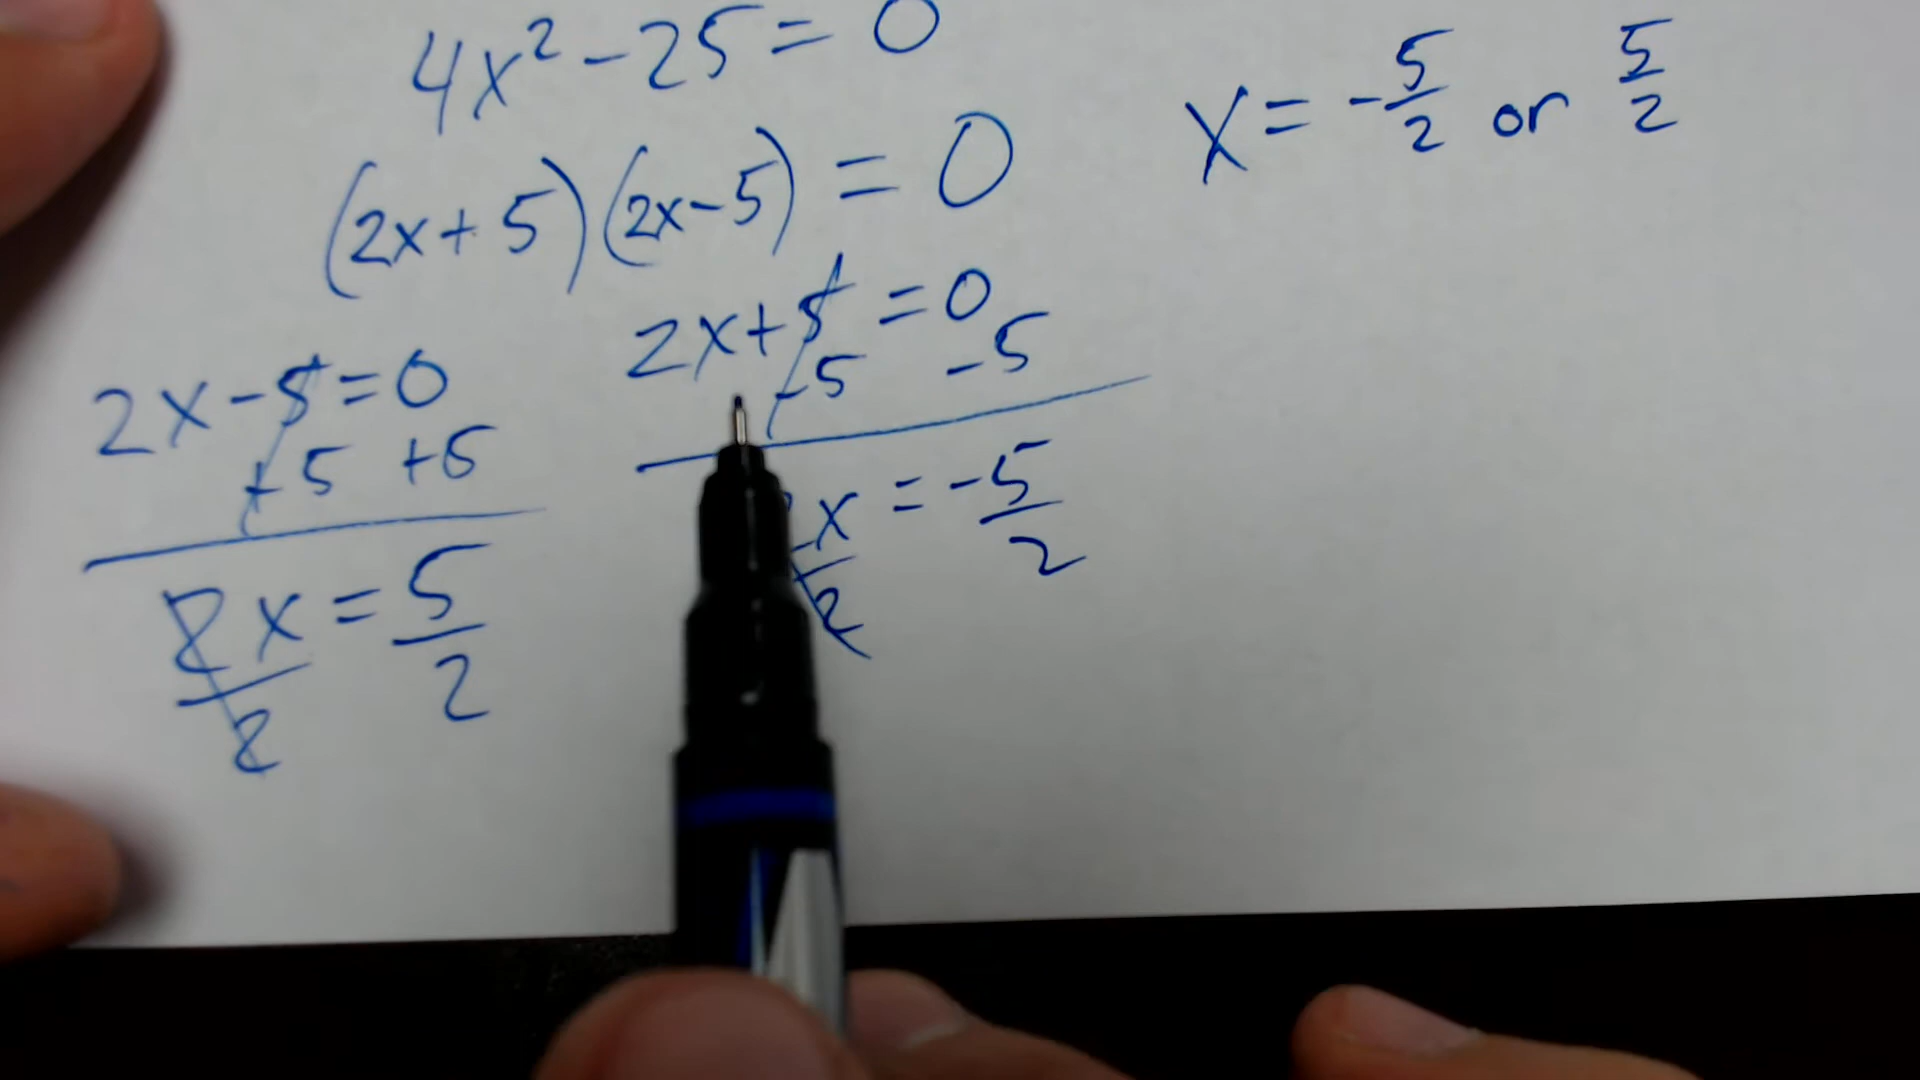 4x² - 25 = 0
(2x + 5)(2x - 5) = 0
x = -5/2 or 5/2
2x - 5 = 0
+5 +5
2x = 5
2 2
2x + 5 = 0
-5 -5
x = -5
2 2